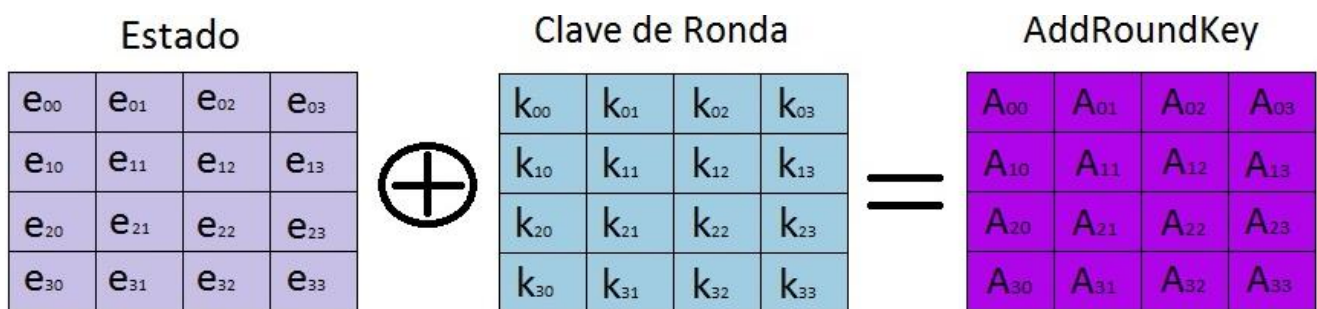 Estado Clave de Ronda AddRoundKey
e00 e01 e02 e03 k00 k01 k02 k03 A00 A01 A02 A03
e10 e11 e12 e13 ⊕ k10 k11 k12 k13 = A10 A11 A12 A13
e20 e21 e22 e23 k20 k21 k22 k23 A20 A21 A22 A23
e30 e31 e32 e33 k30 k31 k32 k33 A30 A31 A32 A33